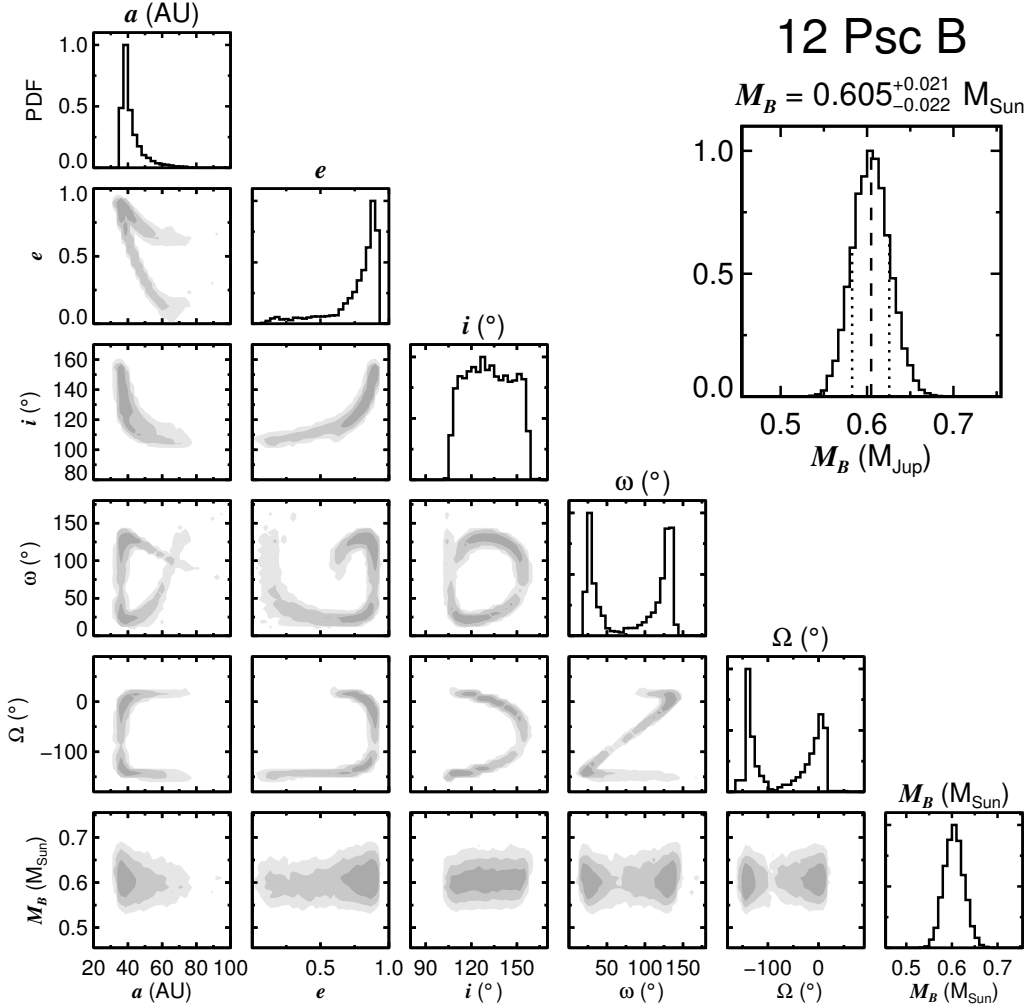 12 Psc B
M_B = 0.605 +0.021 −0.022 M_Sun
a (AU)
PDF
1.0
0.5
0.0
e
e
1.0
0.5
0.0
i (°)
i (°)
160
140
120
100
80
ω (°)
ω (°)
150
100
50
25
0
Ω (°)
Ω (°)
0
−100
M_B (M_Sun)
M_B (M_Sun)
0.7
0.6
0.5
20 40 60 80 100
a (AU)
0.5 1.0
e
90 120 150
i (°)
50 100 150
ω (°)
−100 0
Ω (°)
0.5 0.6 0.7
M_B (M_Sun)
1.0
0.5
0.0
0.5 0.6 0.7
M_B (M_Jup)